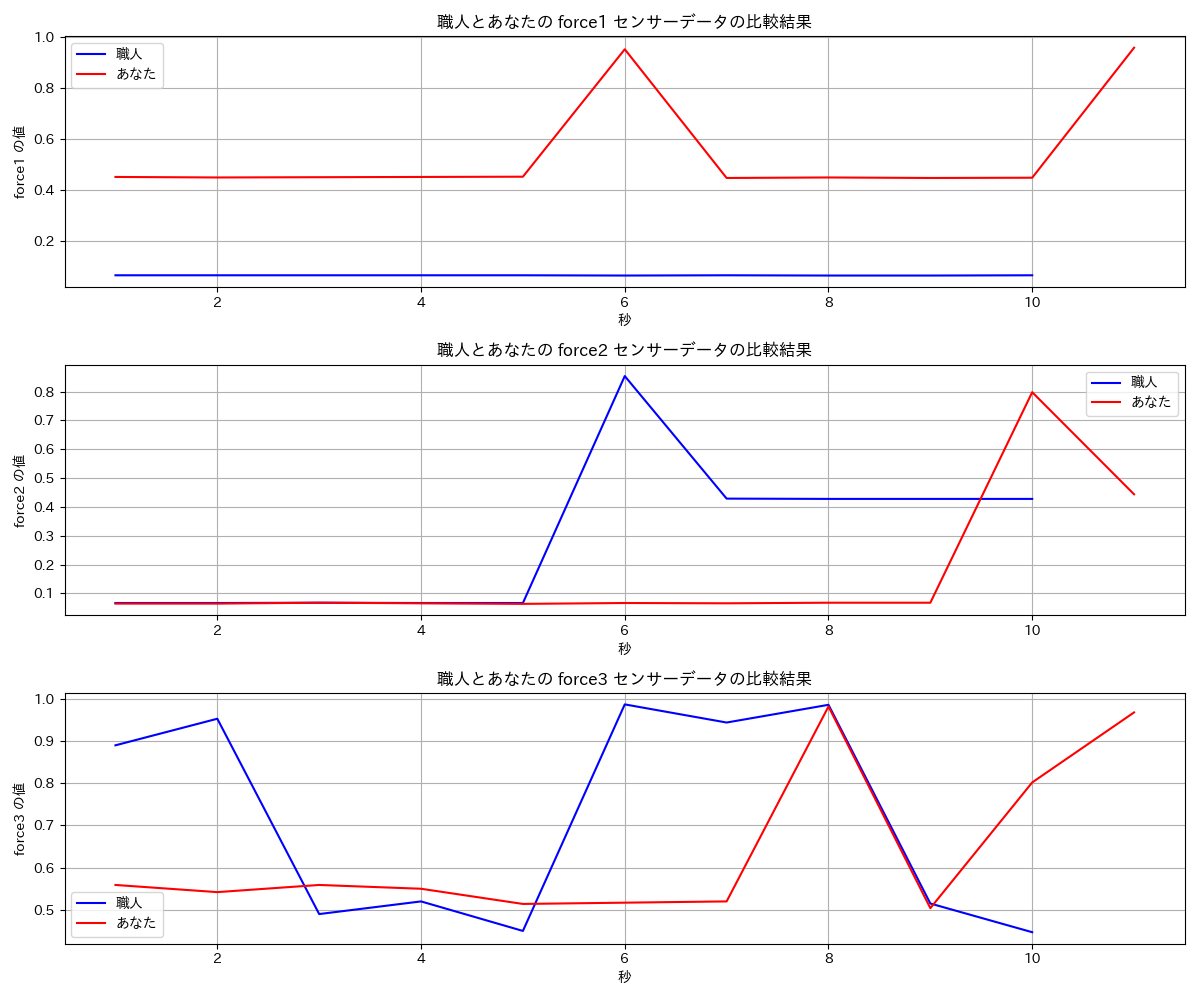 職人とあなたの force1 センサーデータの比較結果
職人
あなた
force1 の値
1.0
0.8
0.6
0.4
0.2
2
4
6
8
10
秒
職人とあなたの force2 センサーデータの比較結果
職人
あなた
force2 の値
0.8
0.7
0.6
0.5
0.4
0.3
0.2
0.1
2
4
6
8
10
秒
職人とあなたの force3 センサーデータの比較結果
職人
あなた
force3 の値
1.0
0.9
0.8
0.7
0.6
0.5
2
4
6
8
10
秒